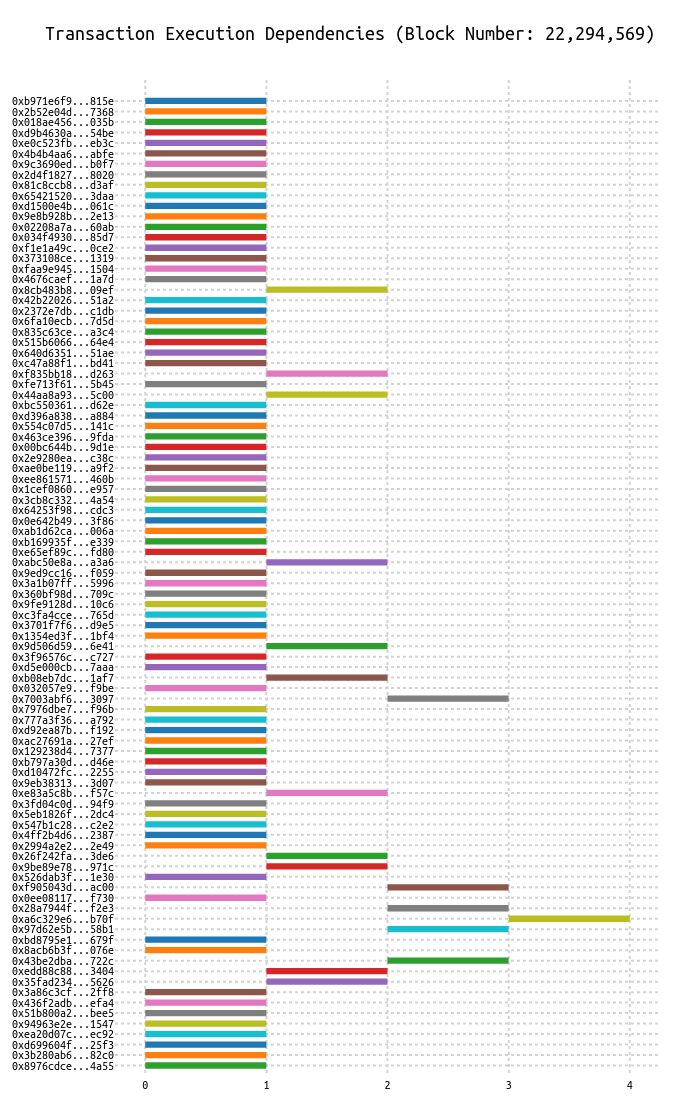 Transaction Execution Dependencies (Block Number: 22,294,569)
0xb971e6f9...815e
0x2b52e04d...7368
0x018ae456...035b
0xd9b4630a...54be
0xe0c523fb...eb3c
0x4b4b4aa6...abfe
0x9c3690ed...b0f7
0x2d4f1827...8020
0x81c8ccb8...d3af
0x65421520...3daa
0xd1500e4b...061c
0x9e8b928b...2e13
0x02208a7a...60ab
0x034f4930...85d7
0xf1e1a49c...0ce2
0x373108ce...1319
0xfaa9e945...1504
0x4676caef...1a7d
0x8cb483b8...09ef
0x42b22026...51a2
0x2372e7db...c1db
0x6fa10ecb...7d5d
0x835c63ce...a3c4
0x515b6066...64e4
0x640d6351...51ae
0xc47a88f1...bd41
0xf835bb18...d263
0xfe713f61...5b45
0x44aa8a93...5c00
0xbc550361...d62e
0xd396a838...a884
0x554c07d5...141c
0x463ce396...9fda
0x00bc644b...9d1e
0x2e9280ea...c38c
0xae0be119...a9f2
0xee861571...460b
0x1cef0860...e957
0x3cb8c332...4a54
0x64253f98...cdc3
0x0e642b49...3f86
0xab1d62ca...006a
0xb169935f...e339
0xe65ef89c...fd80
0xabc50e8a...a3a6
0x9ed9cc16...f059
0x3a1b07ff...5996
0x360bf98d...709c
0x9fe9128d...10c6
0xc3fa4cce...765d
0x3701f7f6...d9e5
0x1354ed3f...1bf4
0x9d506d59...6e41
0x3f96576c...c727
0xd5e000cb...7aaa
0xb08eb7dc...1af7
0x032057e9...f9be
0x7003abf6...3097
0x7976dbe7...f96b
0x777a3f36...a792
0xd92ea87b...f192
0xac27691a...27ef
0x129238d4...7377
0xb797a30d...d46e
0xd10472fc...2255
0x9eb38313...3d07
0xe83a5c8b...f57c
0x3fd04c0d...94f9
0x5eb1826f...2dc4
0x547b1c28...c2e2
0x4ff2b4d6...2387
0x2994a2e2...2e49
0x26f242fa...3de6
0x9be89e78...971c
0x526dab3f...1e30
0xf905043d...ac00
0x0ee08117...f730
0x28a7944f...f2e3
0xa6c329e6...b70f
0x97d62e5b...58b1
0xbd8795e1...679f
0x8acb6b3f...076e
0x43be2dba...722c
0xedd88c88...3404
0x35fad234...5626
0x3a86c3cf...2ff8
0x436f2adb...efa4
0x51b800a2...bee5
0x94963e2e...1547
0xea20d07c...ec92
0xd699604f...25f3
0x3b280ab6...82c0
0x8976cdce...4a55
0 1 2 3 4